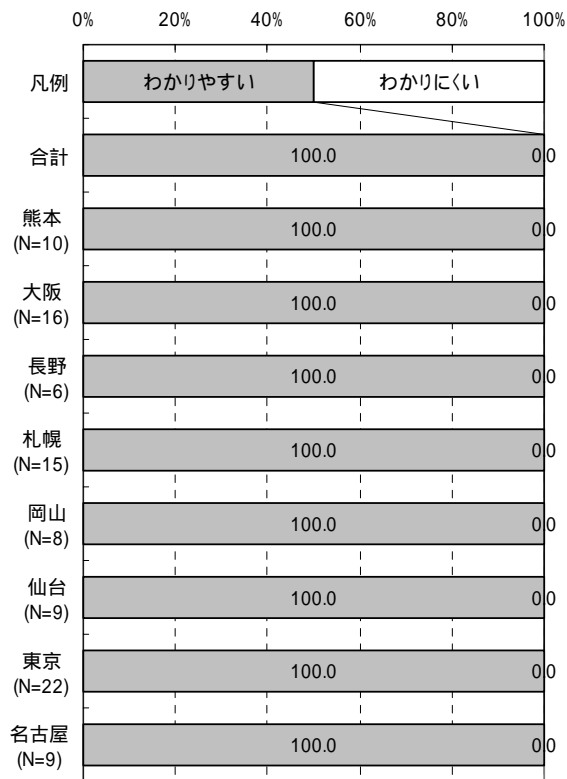 0% 20% 40% 60% 80% 100%
凡例 わかりやすい わかりにくい
合計 100.0 0.0
熊本
(N=10) 100.0 0.0
大阪
(N=16) 100.0 0.0
長野
(N=6) 100.0 0.0
札幌
(N=15) 100.0 0.0
岡山
(N=8) 100.0 0.0
仙台
(N=9) 100.0 0.0
東京
(N=22) 100.0 0.0
名古屋
(N=9) 100.0 0.0